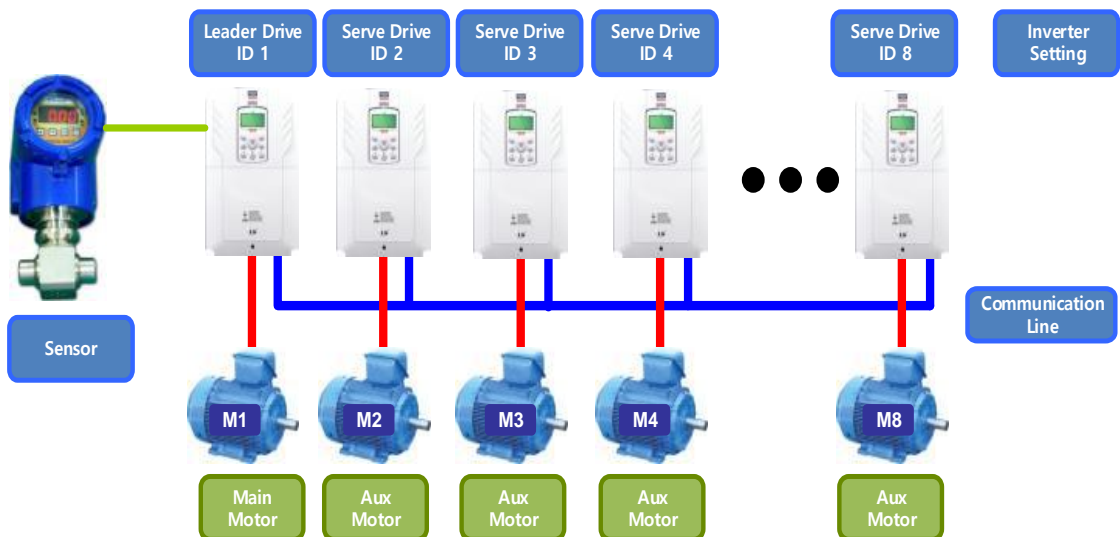 Leader Drive
ID 1
Serve Drive
ID 2
Serve Drive
ID 3
Serve Drive
ID 4
Serve Drive
ID 8
Inverter
Setting
Sensor
Communication
Line
M1
M2
M3
M4
M8
Main
Motor
Aux
Motor
Aux
Motor
Aux
Motor
Aux
Motor